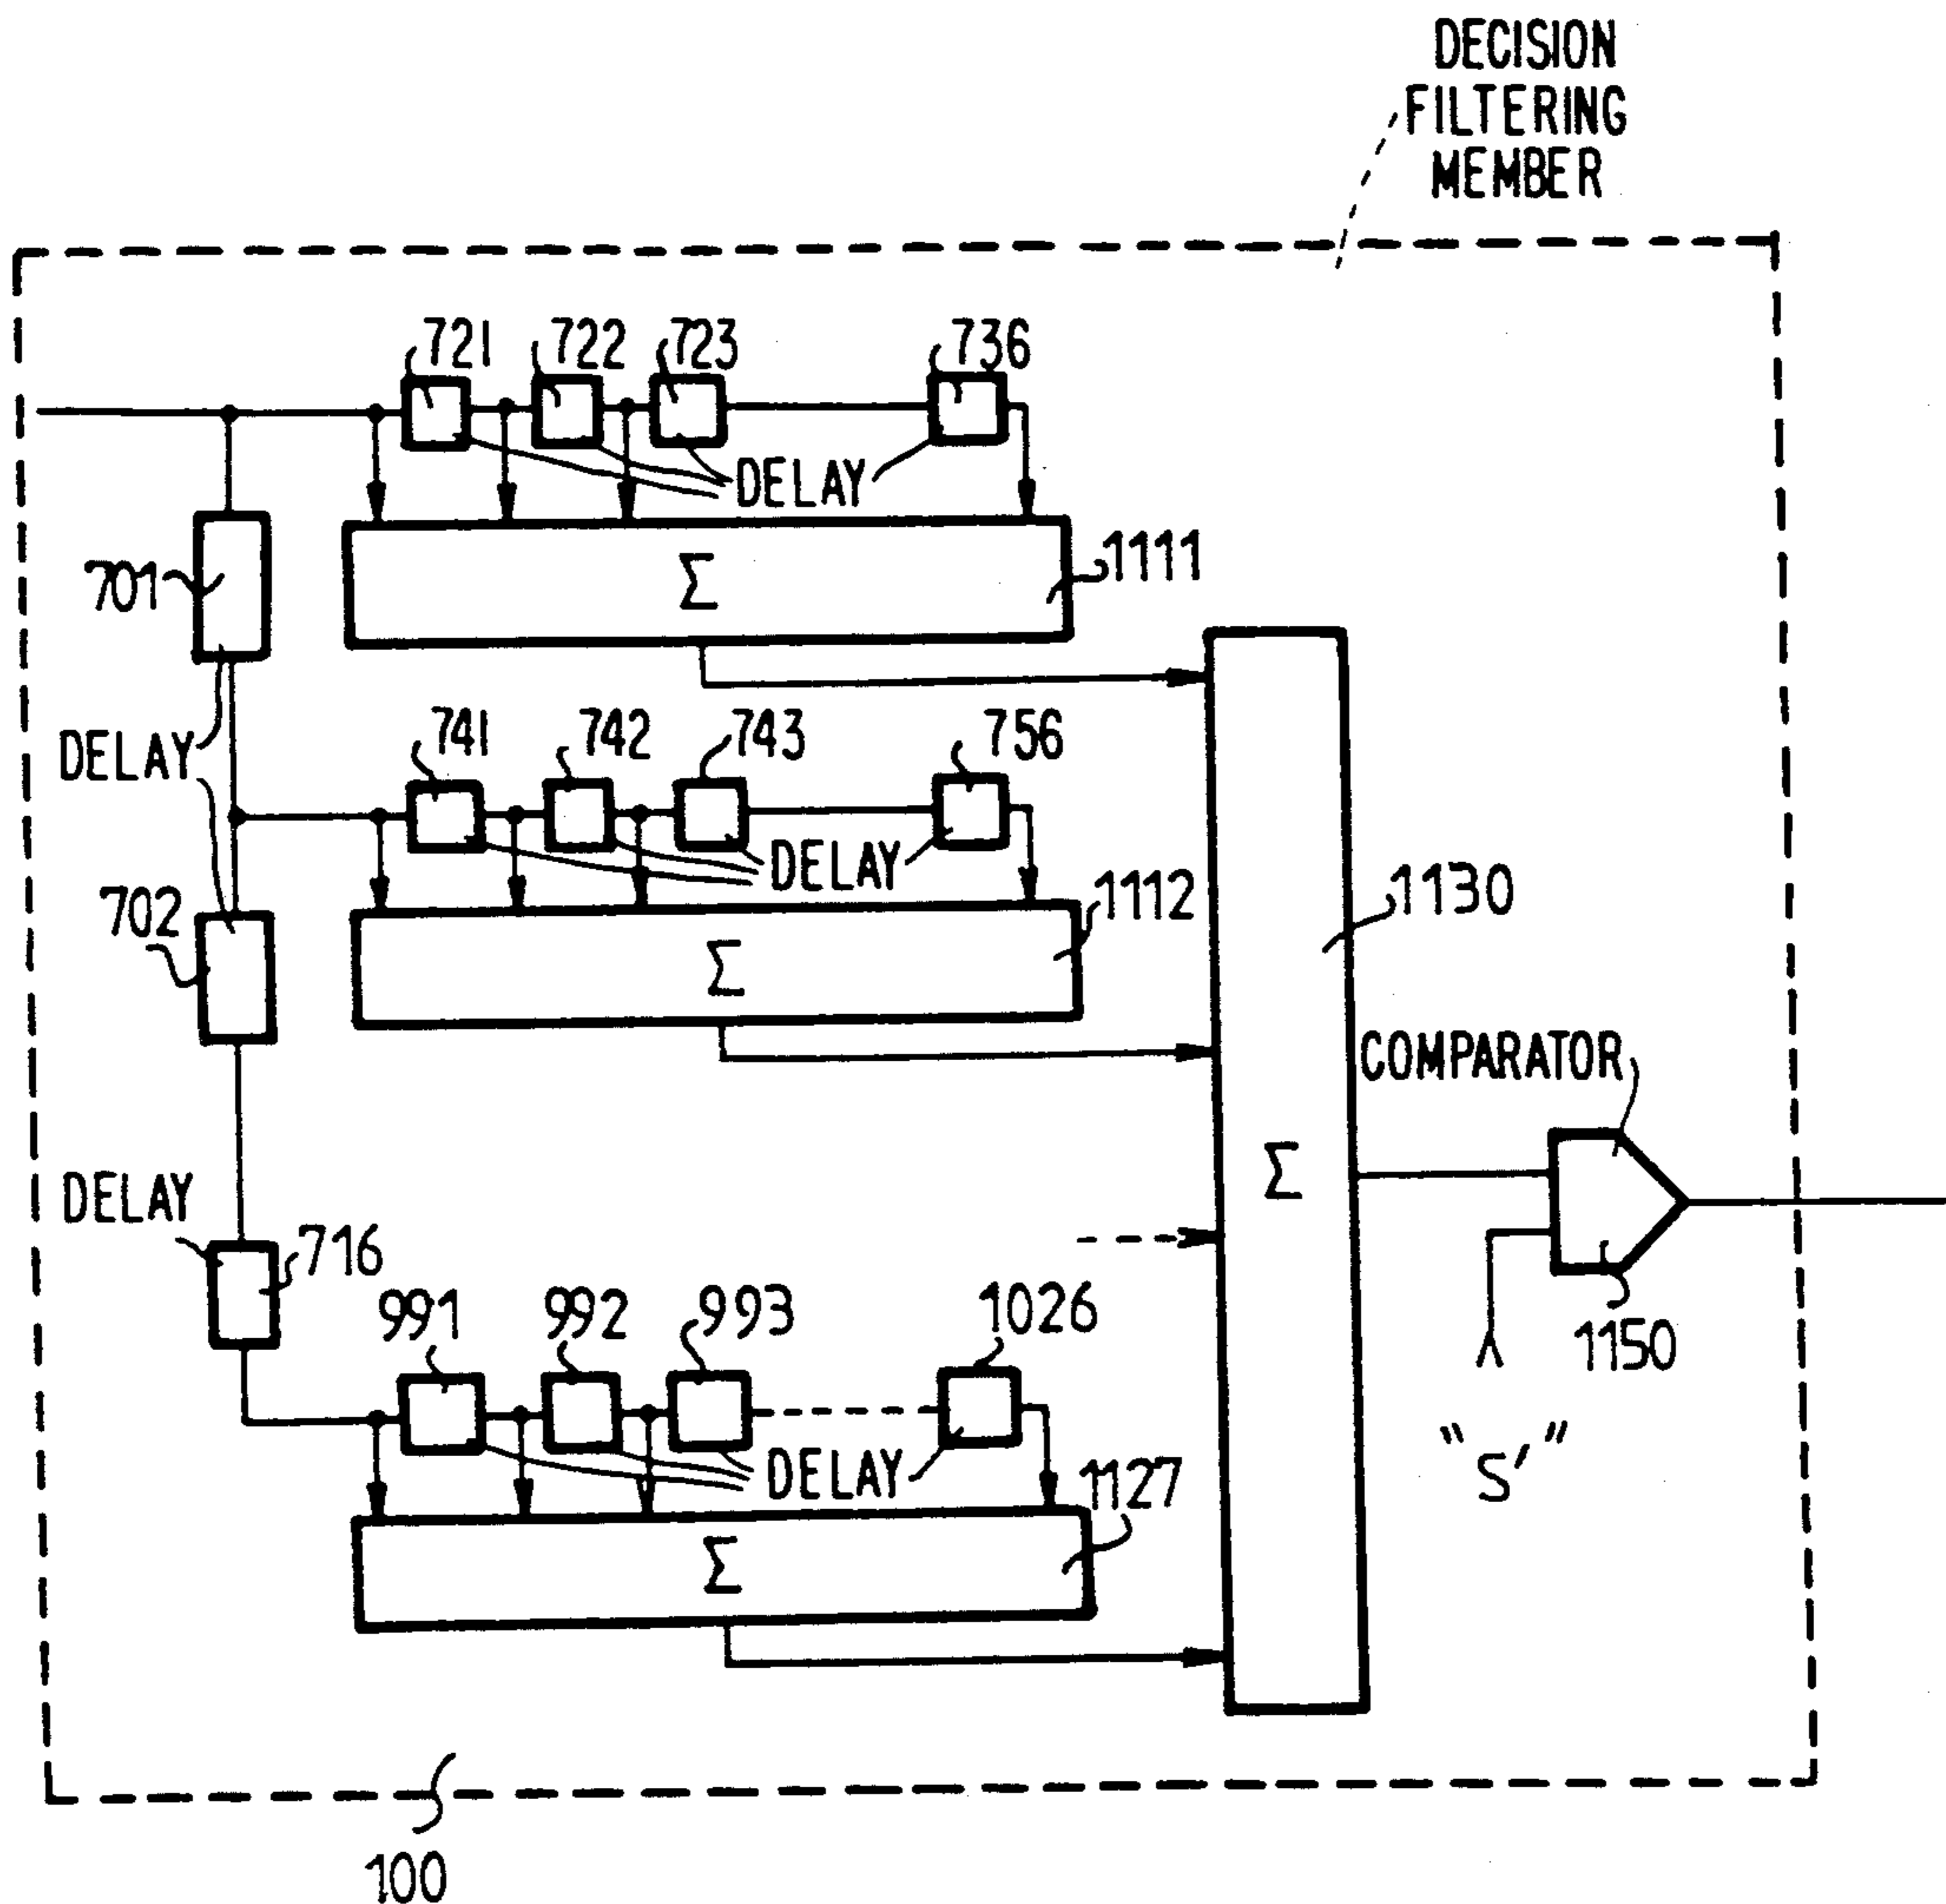 DECISION
FILTERING
MEMBER
721
722
723
736
DELAY
701
Σ
1111
DELAY
741
742
743
756
DELAY
702
1112
Σ
1130
COMPARATOR
Σ
DELAY
716
991
992
993
1026
1150
"S'"
DELAY
1127
Σ
100